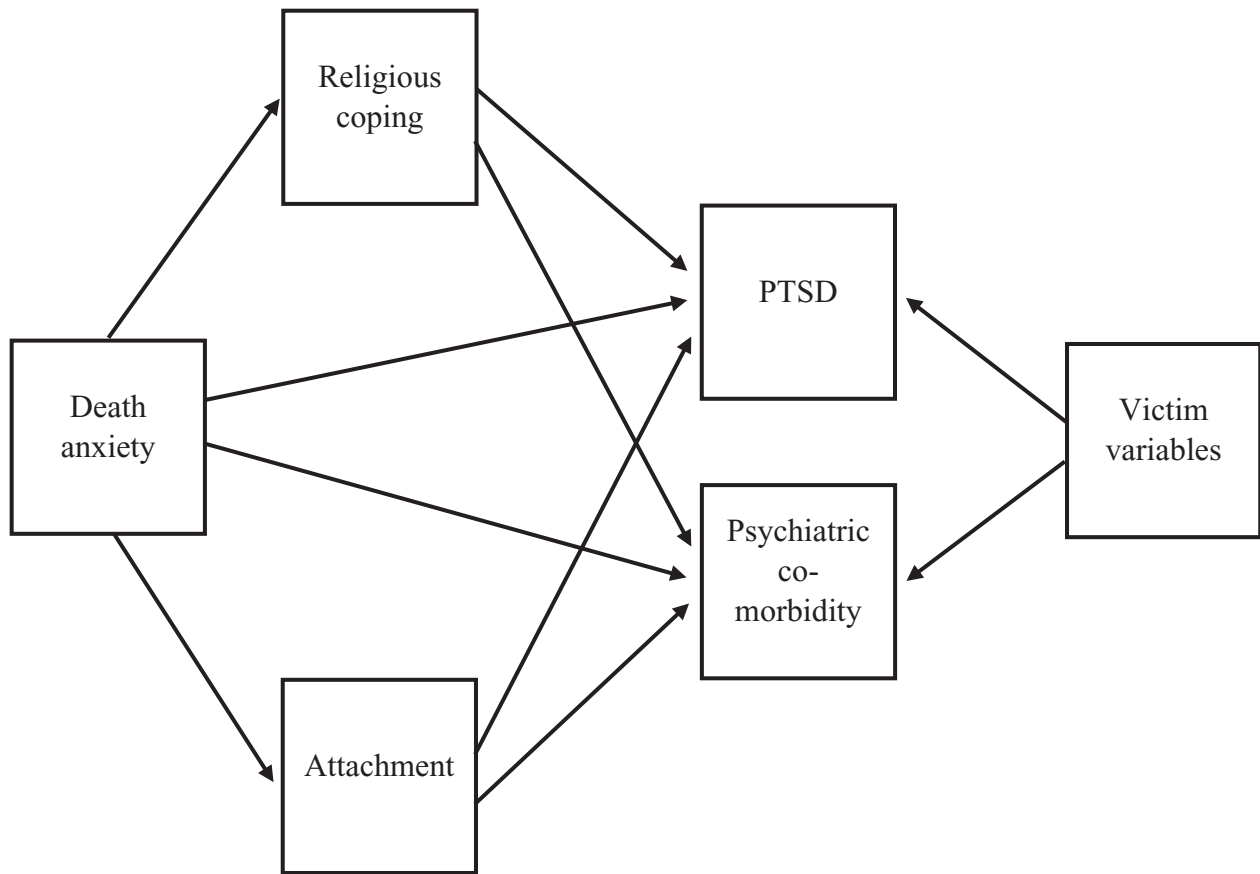 Religious
coping
PTSD
Death
anxiety
Victim
variables
Psychiatric
co-
morbidity
Attachment